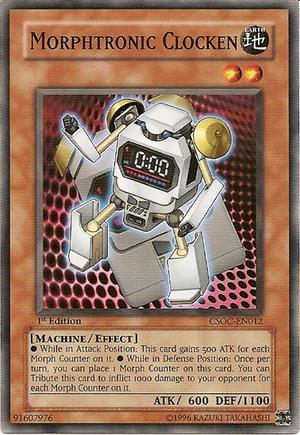 MORPHTRONIC CLOCKEN
EARTH
地
0:00
1st Edition
CSOC-EN012
[MACHINE / EFFECT]
● While in Attack Position: This card gains 500 ATK for each
Morph Counter on it. ● While in Defense Position: Once per
turn, you can place 1 Morph Counter on this card. You can
Tribute this card to inflict 1000 damage to your opponent for
each Morph Counter on it.
ATK/ 600 DEF/1100
91607976
©1996 KAZUKI TAKAHASHI